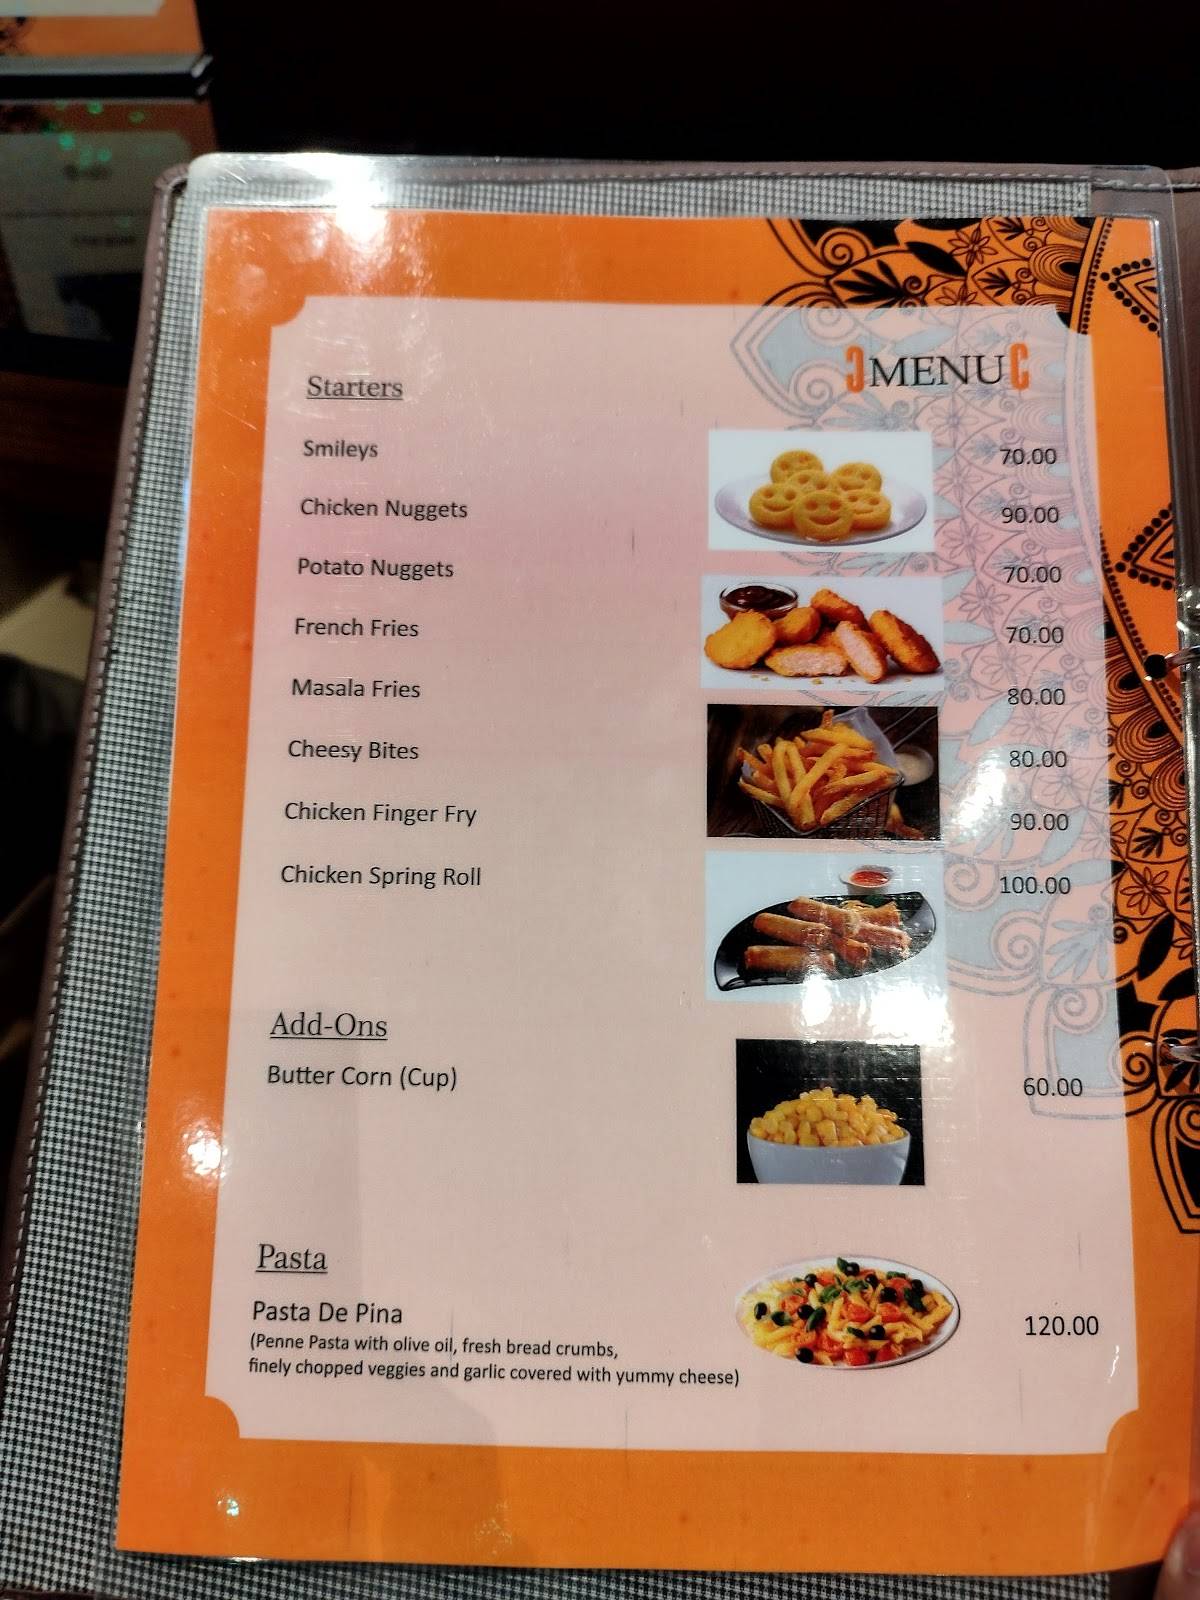 MENU
Starters
Smileys 70.00
Chicken Nuggets 90.00
Potato Nuggets 70.00
French Fries 70.00
Masala Fries 80.00
Cheesy Bites 80.00
Chicken Finger Fry 90.00
Chicken Spring Roll 100.00
Add-Ons
Butter Corn (Cup) 60.00
Pasta
Pasta De Pina 120.00
(Penne Pasta with olive oil, fresh bread crumbs,
finely chopped veggies and garlic covered with yummy cheese)